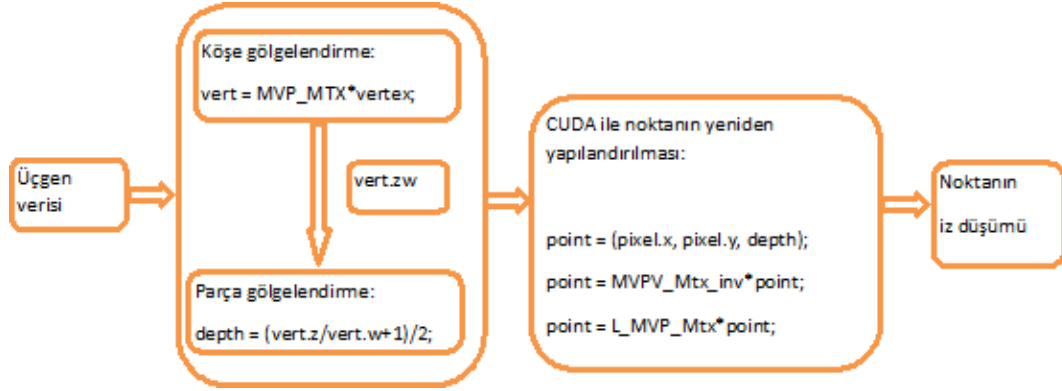 Üçgen
verisi
Köşe gölgelendirme:
vert = MVP_MTX*vertex;
vert.zw
Parça gölgelendirme:
depth = (vert.z/vert.w+1)/2;
CUDA ile noktanın yeniden
yapılandırılması:
point = (pixel.x, pixel.y, depth);
point = MVPV_Mtx_inv*point;
point = L_MVP_Mtx*point;
Noktanın
iz düşümü